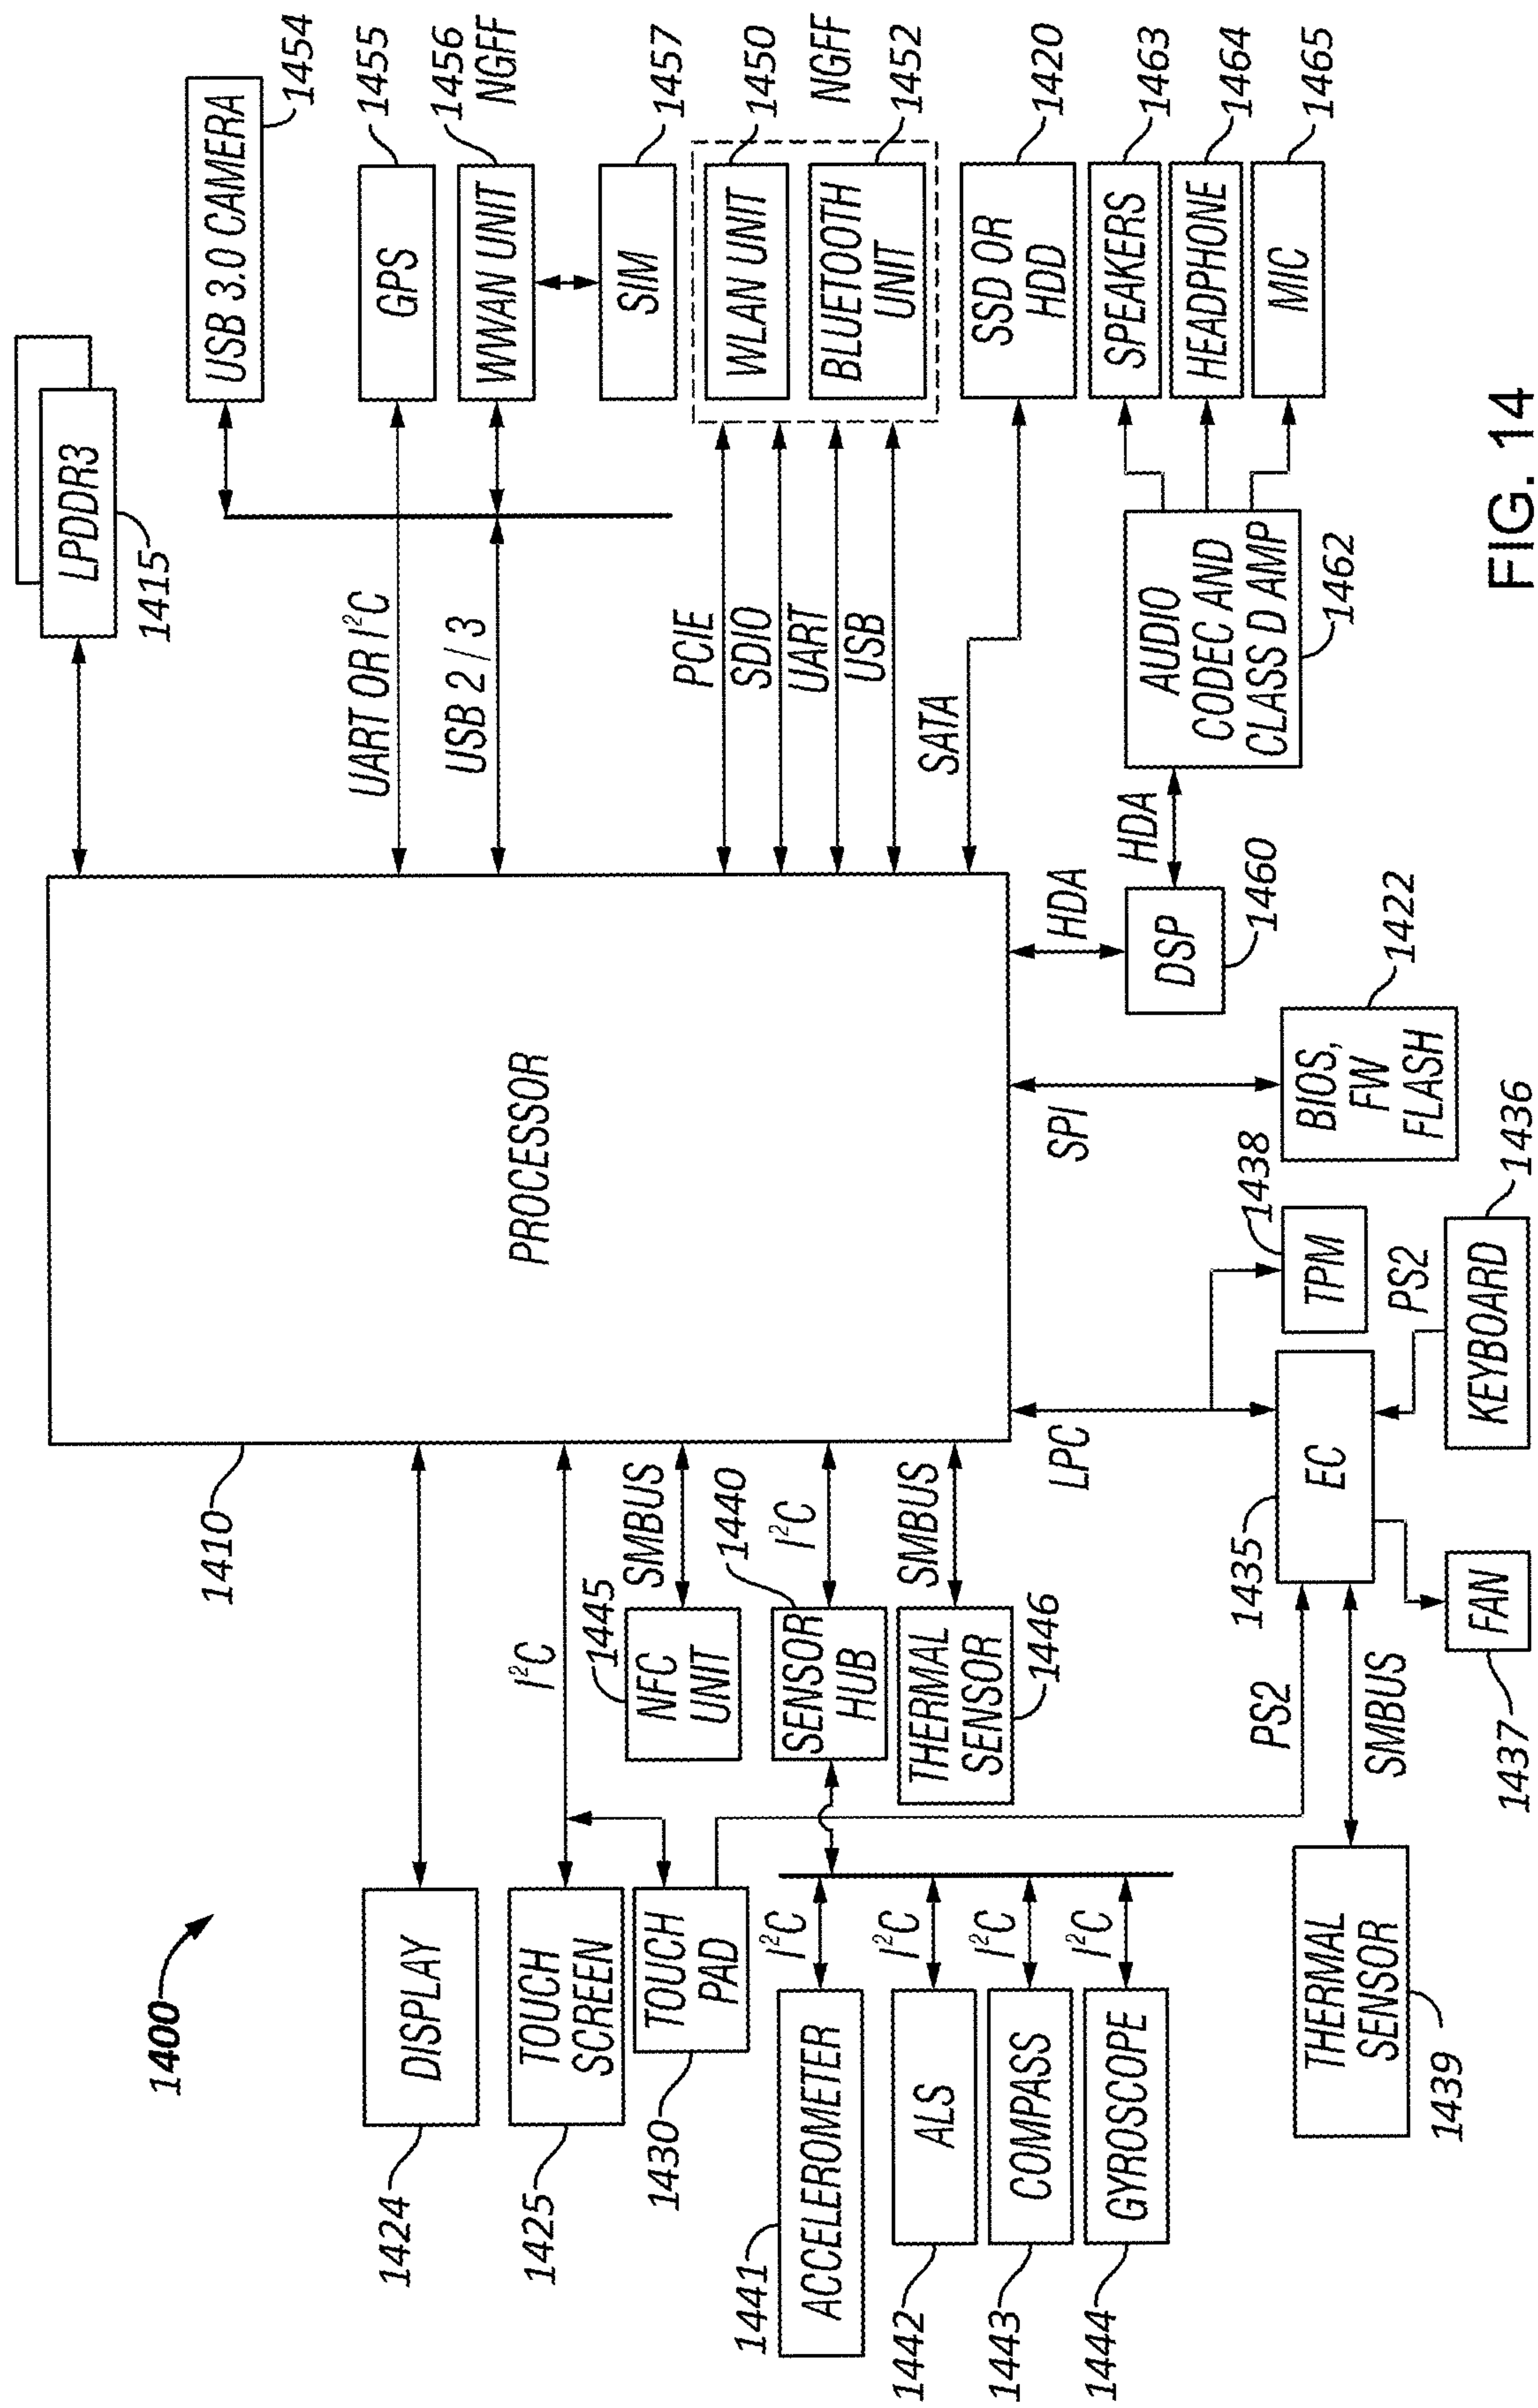 1400
LPDDR3
1415
USB 3.0 CAMERA
1454
GPS
1455
WWAN UNIT
1456
NGFF
SIM
1457
WLAN UNIT
1450
NGFF
BLUETOOTH
UNIT
1452
SSD OR
HDD
1420
SPEAKERS
1463
HEADPHONE
1464
MIC
1465
UART OR I²C
USB 2 / 3
PCIE
SDIO
UART
USB
SATA
AUDIO
CODEC AND
CLASS D AMP
1462
HDA
HDA
DSP
1460
PROCESSOR
1410
DISPLAY
1424
TOUCH
SCREEN
1425
I²C
TOUCH
PAD
1430
NFC
UNIT
1445
SMBUS
SENSOR
HUB
1440
I²C
THERMAL
SENSOR
1446
SMBUS
ACCELEROMETER
1441
I²C
ALS
1442
I²C
COMPASS
1443
I²C
GYROSCOPE
1444
I²C
THERMAL
SENSOR
1439
SMBUS
PS2
LPC
EC
1435
FAN
1437
KEYBOARD
1436
PS2
TPM
1438
SPI
BIOS,
FW
FLASH
1422
FIG. 14